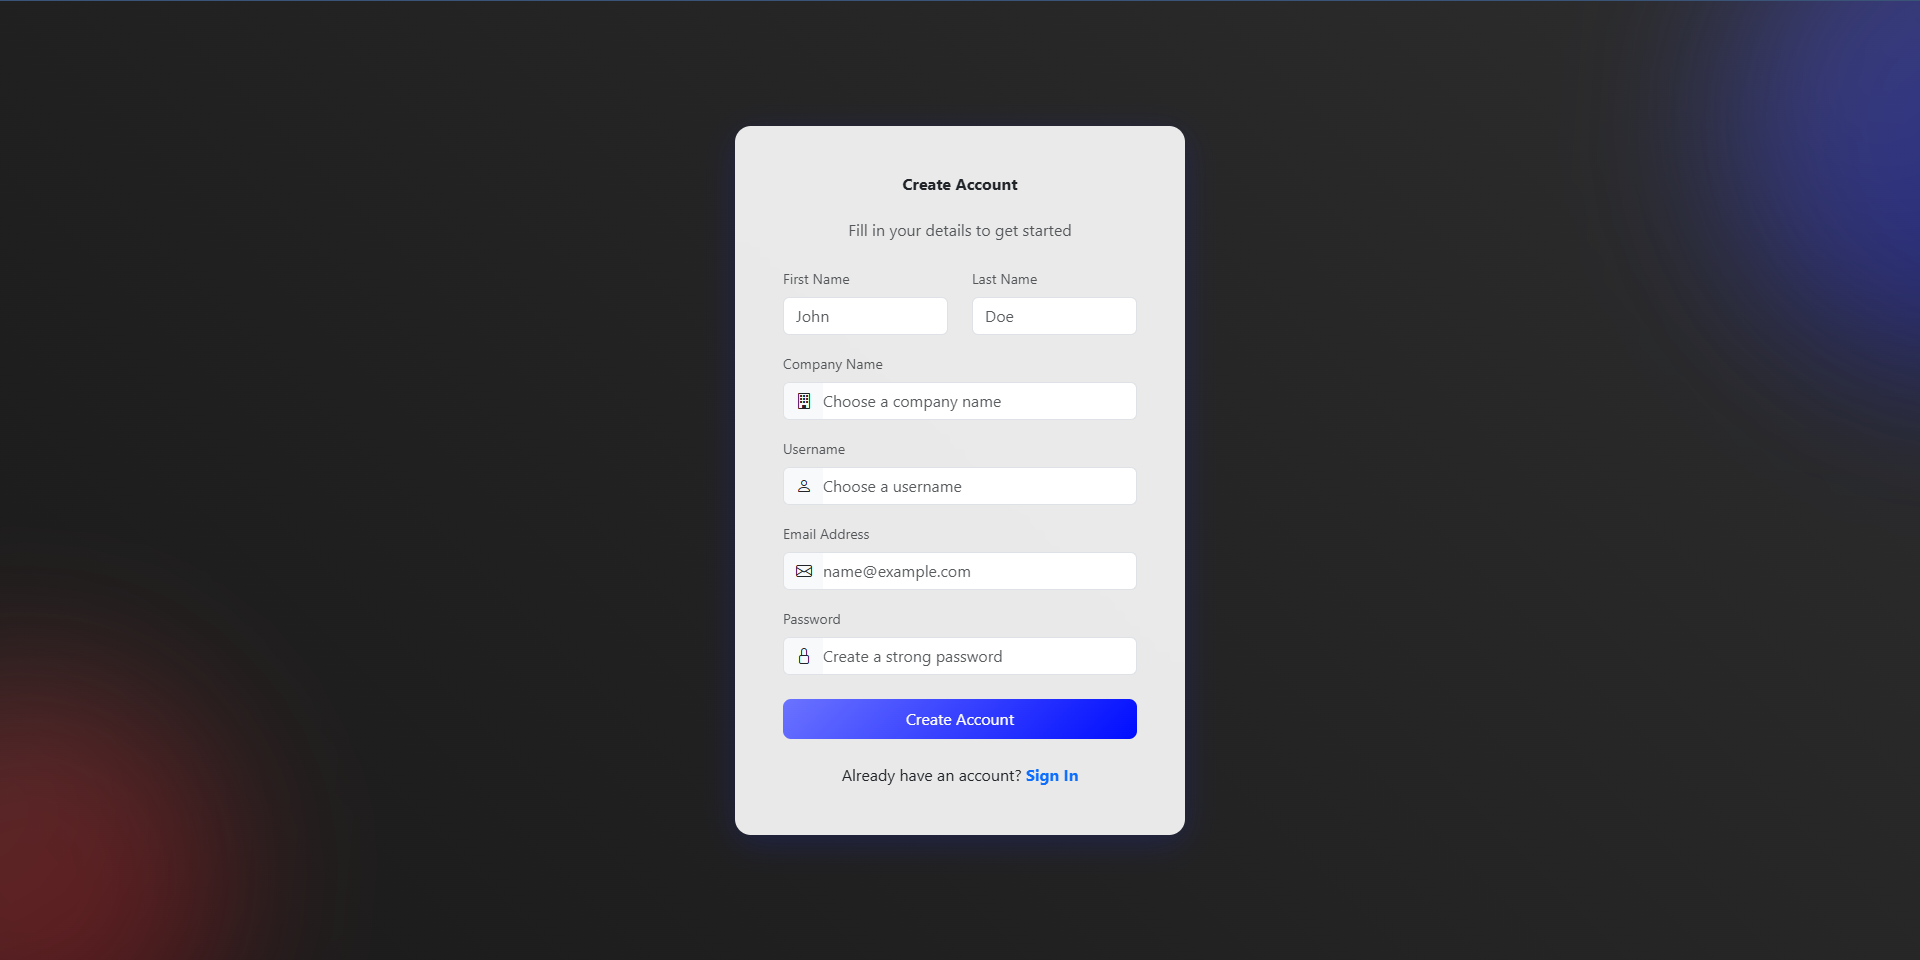 Create Account
Fill in your details to get started
First Name Last Name
John Doe
Company Name
Choose a company name
Username
Choose a username
Email Address
name@example.com
Password
Create a strong password
Create Account
Already have an account? Sign In